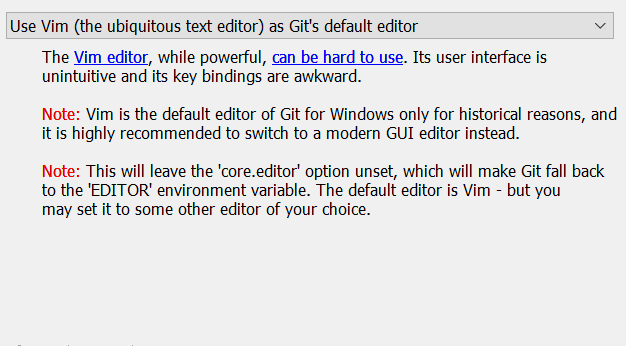 Use Vim (the ubiquitous text editor) as Git's default editor
The Vim editor, while powerful, can be hard to use. Its user interface is
unintuitive and its key bindings are awkward.
Note: Vim is the default editor of Git for Windows only for historical reasons, and
it is highly recommended to switch to a modern GUI editor instead.
Note: This will leave the 'core.editor' option unset, which will make Git fall back
to the 'EDITOR' environment variable. The default editor is Vim - but you
may set it to some other editor of your choice.